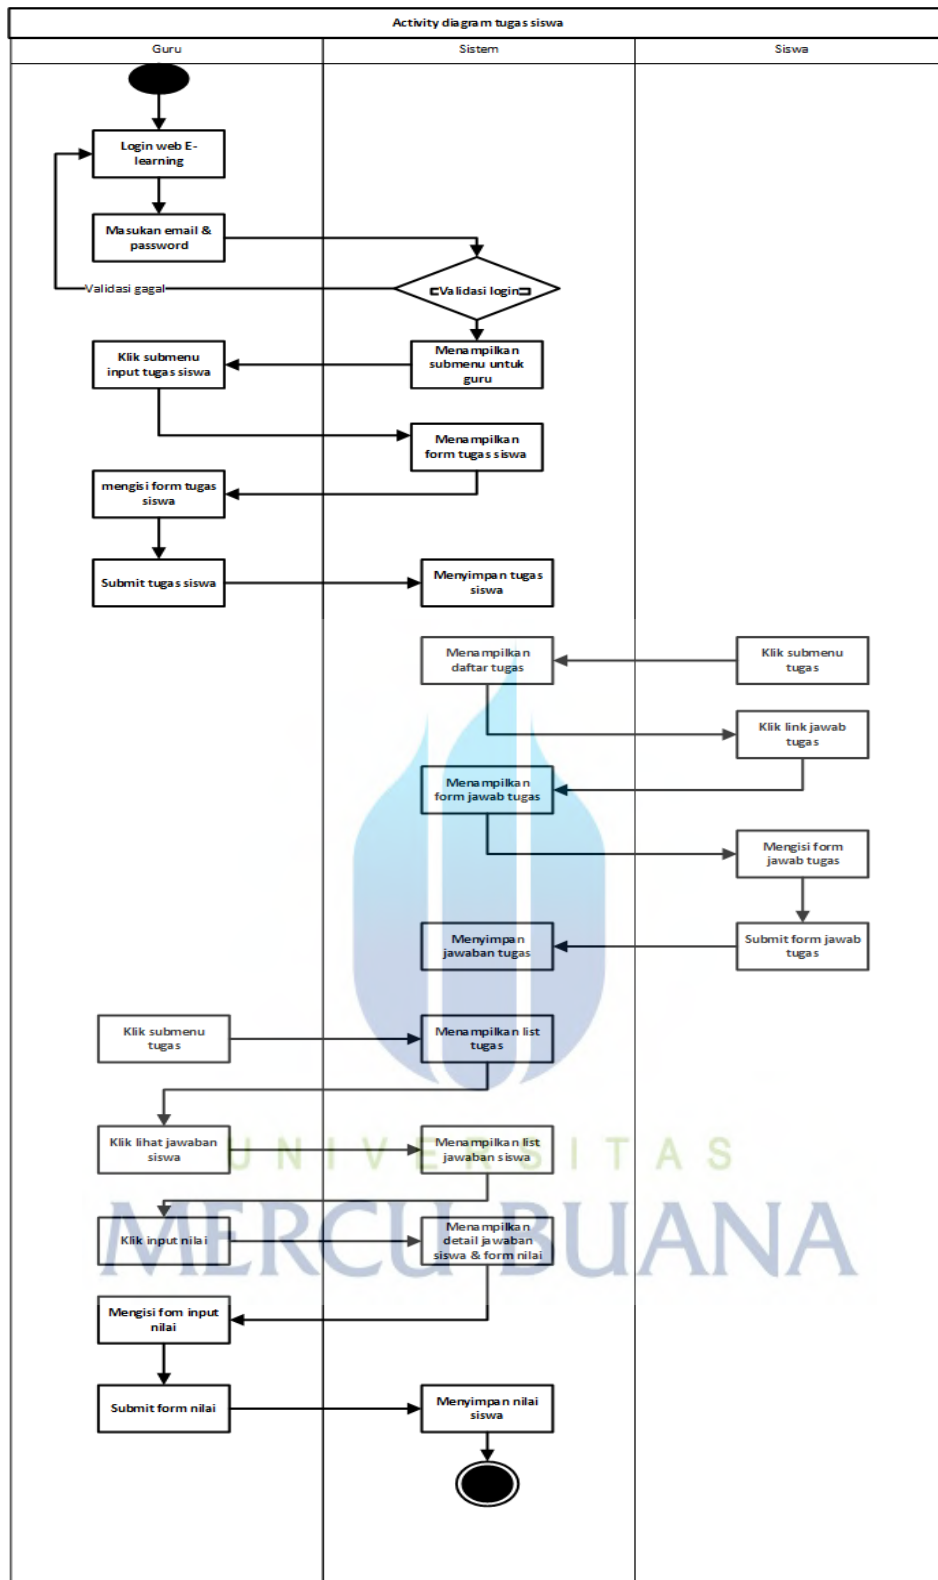 Activity diagram tugas siswa
Guru
Sistem
Siswa
Login web E-
learning
Masukan email &
password
Validasi gagal
Validasi login
Klik submenu
input tugas siswa
Menampilkan
submenu untuk
guru
Menampilkan
form tugas siswa
mengisi form tugas
siswa
Submit tugas siswa
Menyimpan tugas
siswa
Menampilkan
daftar tugas
Klik submenu
tugas
Klik link jawab
tugas
Menampilkan
form jawab tugas
Mengisi form
jawab tugas
Menyimpan
jawaban tugas
Submit form jawab
tugas
Klik submenu
tugas
Menampilkan list
tugas
Klik lihat jawaban
siswa
Menampilkan list
jawaban siswa
UNIVERSITAS
MERCU BUANA
Klik input nilai
Menampilkan
detail jawaban
siswa & form nilai
Mengisi fom input
nilai
Submit form nilai
Menyimpan nilai
siswa